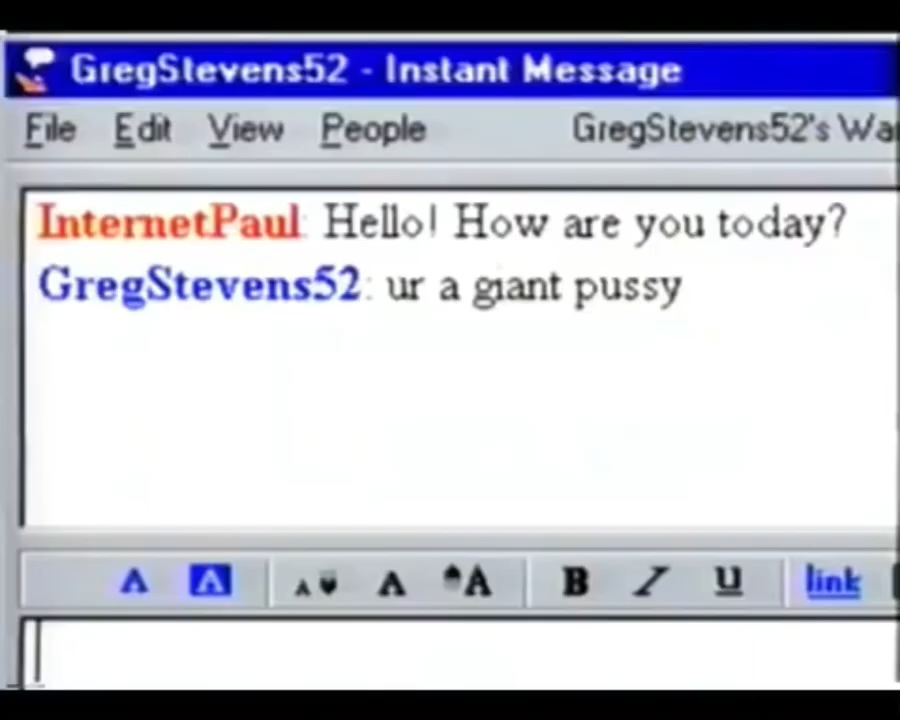 GregStevens52 - Instant Message
File Edit View People GregStevens52's
InternetPaul: Hello! How are you today?
GregStevens52: ur a giant pussy
A A A A A B I U link